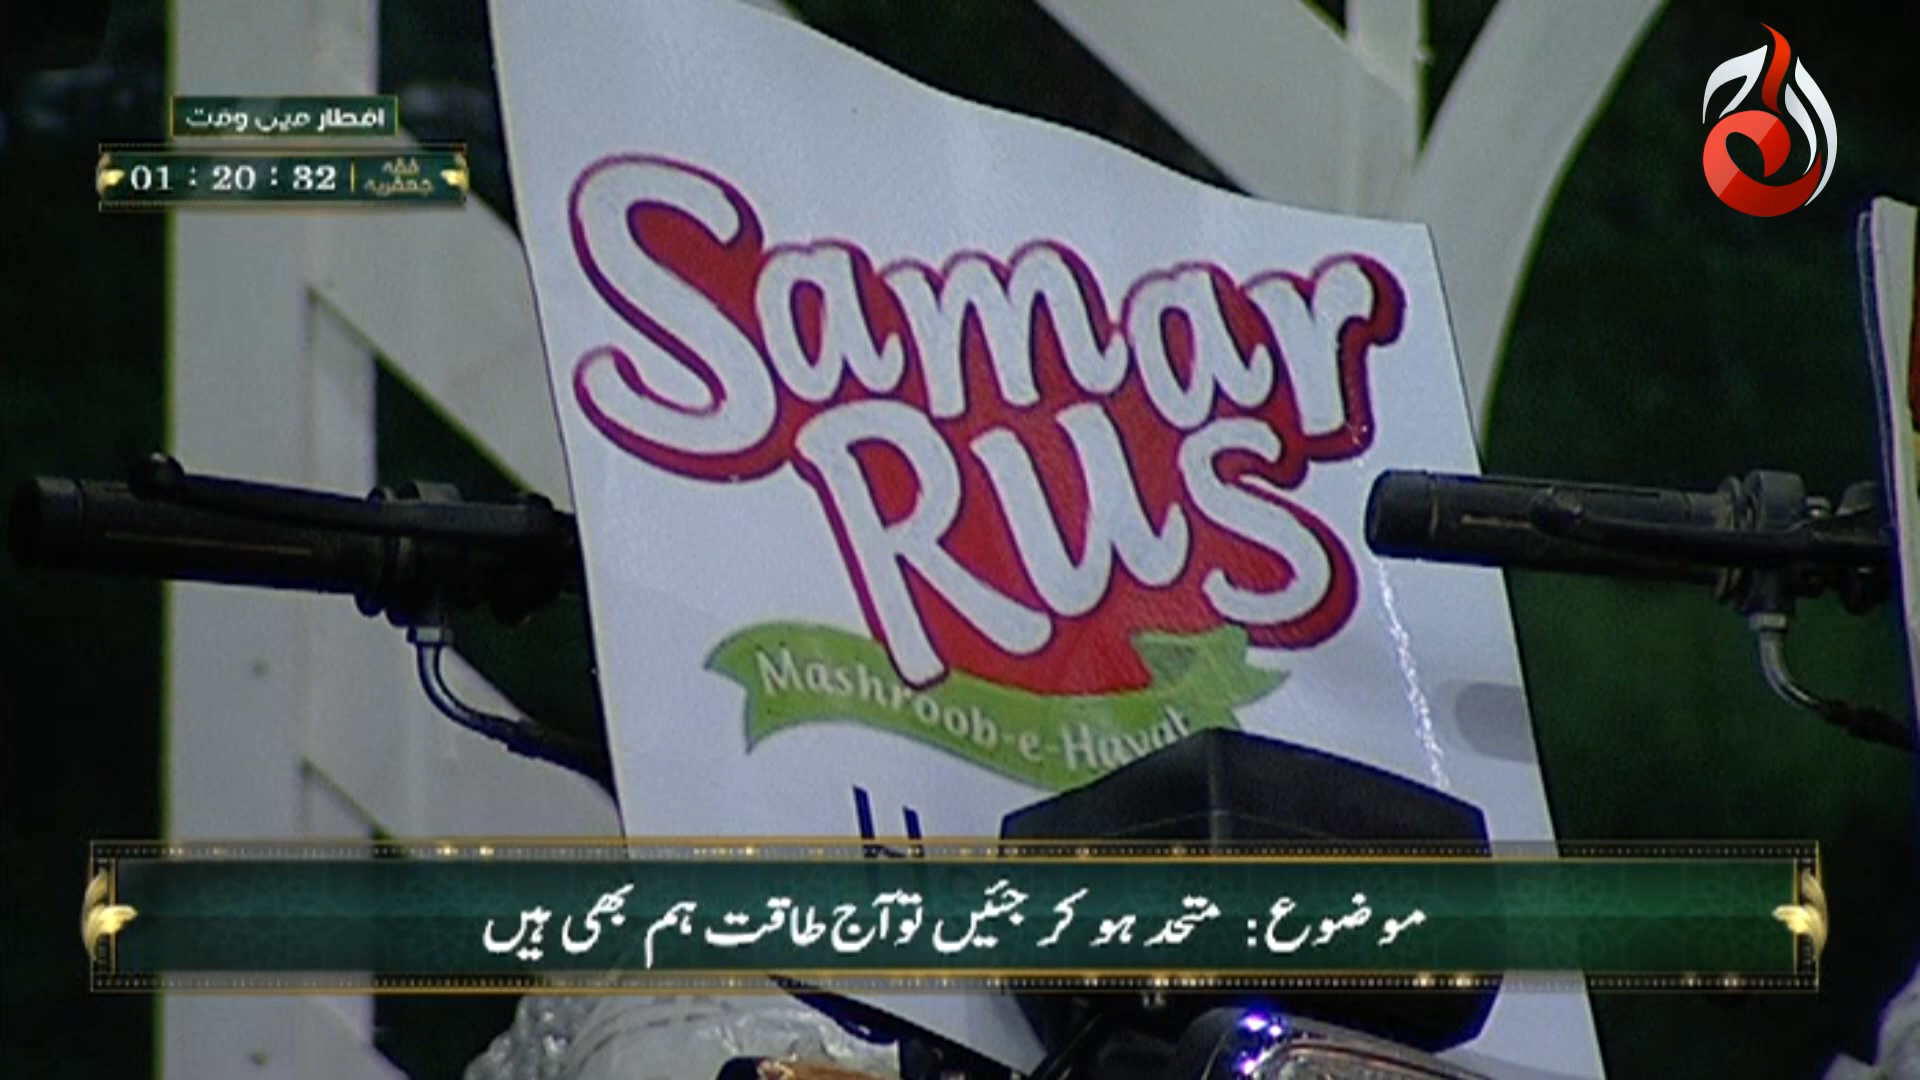 افطار میں وقت
01 : 20 : 32 | فقہ جعفریہ
Samar
Rus
Mashroob-e-Hayat
موضوع: متحد ہو کر جئیں تو آج طاقت ہم بھی ہیں